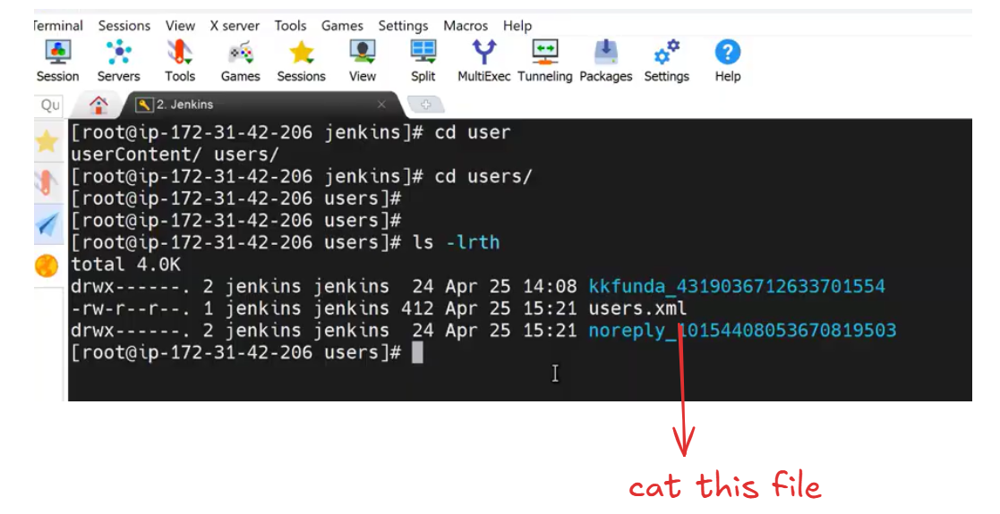 Terminal Sessions View X server Tools Games Settings Macros Help
Session Servers Tools Games Sessions View Split MultiExec Tunneling Packages Settings Help
Qu 2. Jenkins
[root@ip-172-31-42-206 jenkins]# cd user
userContent/ users/
[root@ip-172-31-42-206 jenkins]# cd users/
[root@ip-172-31-42-206 users]#
[root@ip-172-31-42-206 users]#
[root@ip-172-31-42-206 users]# ls -lrth
total 4.0K
drwx------. 2 jenkins jenkins  24 Apr 25 14:08 kkfunda_4319036712633701554
-rw-r--r--. 1 jenkins jenkins 412 Apr 25 15:21 users.xml
drwx------. 2 jenkins jenkins  24 Apr 25 15:21 noreply_10154408053670819503
[root@ip-172-31-42-206 users]#
cat this file